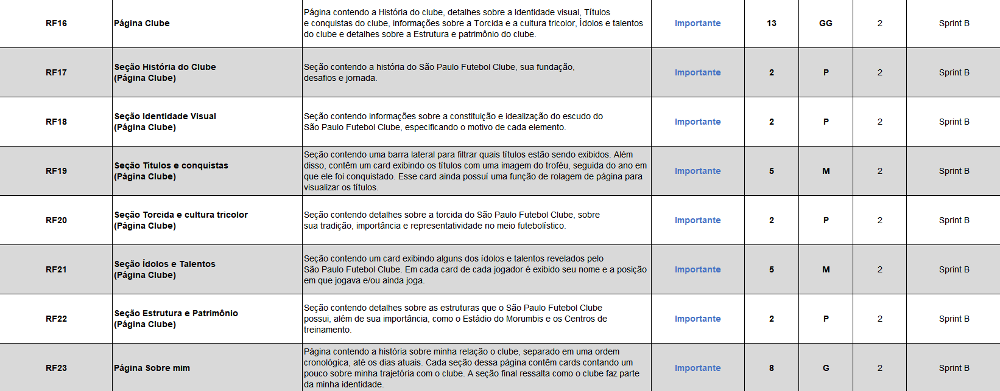 RF16
Página Clube
Página contendo a História do clube, detalhes sobre a Identidade visual, Títulos
e conquistas do clube, informações sobre a Torcida e a cultura tricolor, Ídolos e talentos
do clube e detalhes sobre a Estrutura e patrimônio do clube.
Importante
13
GG
2
Sprint B
RF17
Seção História do Clube
(Página Clube)
Seção contendo a história do São Paulo Futebol Clube, sua fundação,
desafios e jornada.
Importante
2
P
2
Sprint B
RF18
Seção Identidade Visual
(Página Clube)
Seção contendo informações sobre a constituição e idealização do escudo do
São Paulo Futebol Clube, especificando o motivo de cada elemento.
Importante
2
P
2
Sprint B
RF19
Seção Títulos e conquistas
(Página Clube)
Seção contendo uma barra lateral para filtrar quais títulos estão sendo exibidos. Além
disso, contêm um card exibindo os títulos com uma imagem do troféu, seguida do ano em
que ele foi conquistado. Esse card ainda possuí uma função de rolagem de página para
visualizar os títulos.
Importante
5
M
2
Sprint B
RF20
Seção Torcida e cultura tricolor
(Página Clube)
Seção contendo detalhes sobre a torcida do São Paulo Futebol Clube, sobre
sua tradição, importância e representatividade no meio futebolístico.
Importante
2
P
2
Sprint B
RF21
Seção Ídolos e Talentos
(Página Clube)
Seção contendo um card exibindo alguns dos ídolos e talentos revelados pelo
São Paulo Futebol Clube. Em cada card de cada jogador é exibido seu nome e a posição
em que jogava e/ou ainda joga.
Importante
5
M
2
Sprint B
RF22
Seção Estrutura e Patrimônio
(Página Clube)
Seção contendo detalhes sobre as estruturas que o São Paulo Futebol Clube
possui, além de sua importância, como o Estádio do Morumbis e os Centros de
treinamento.
Importante
2
P
2
Sprint B
RF23
Página Sobre mim
Página contendo a história sobre minha relação o clube, separado em uma ordem
cronológica, até os dias atuais. Cada seção dessa página contêm cards contando um
pouco sobre minha trajetória com o clube. A seção final ressalta como o clube faz parte
da minha identidade.
Importante
8
G
2
Sprint B